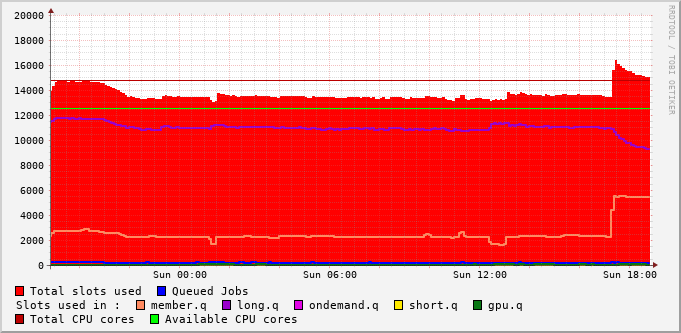 20000
18000
16000
14000
12000
10000
8000
6000
4000
2000
0
Sun 00:00 Sun 06:00 Sun 12:00 Sun 18:00
RRDTOOL / TOBI OETIKER
Total slots used Queued Jobs
Slots used in : member.q long.q ondemand.q short.q gpu.q
Total CPU cores Available CPU cores